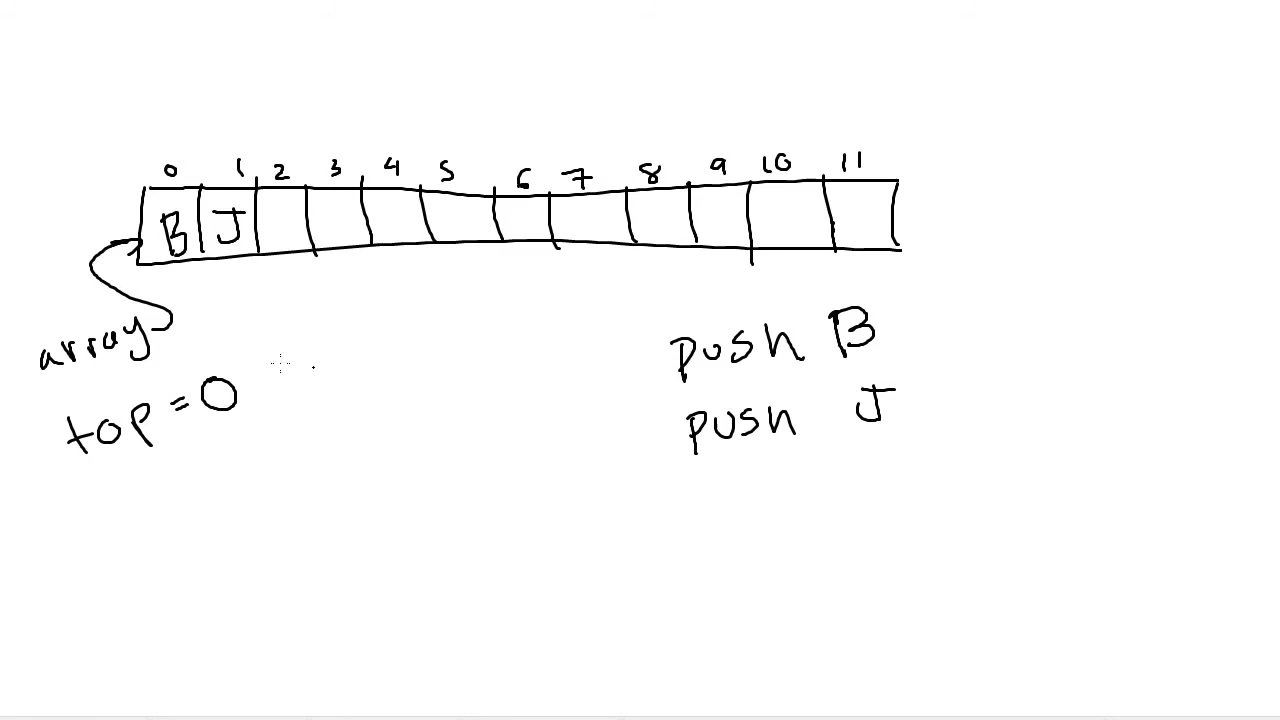 0 1 2 3 4 5 6 7 8 9 10 11
B J
array
push B
top = 0
push J